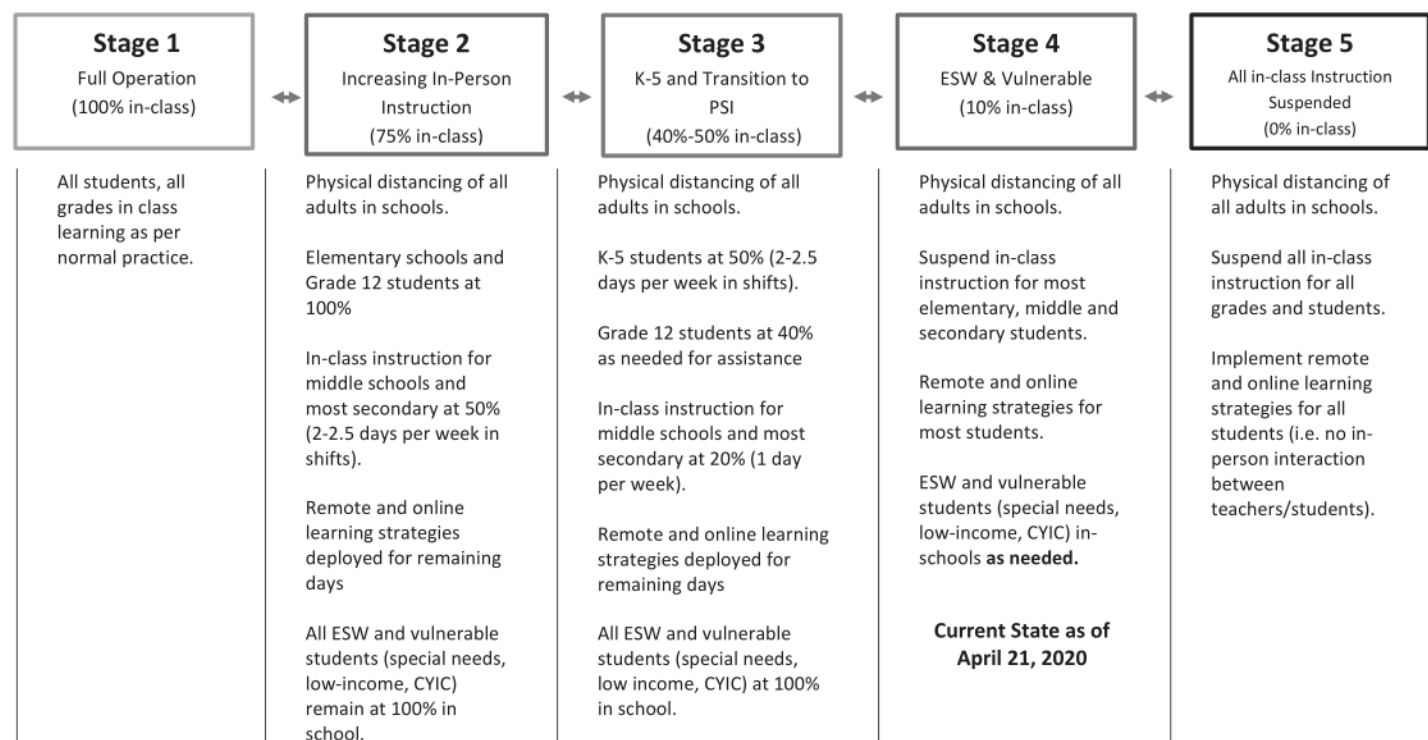 Stage 1
Full Operation
(100% in-class)
All students, all
grades in class
learning as per
normal practice.
Stage 2
Increasing In-Person
Instruction
(75% in-class)
Physical distancing of all
adults in schools.
Elementary schools and
Grade 12 students at
100%
In-class instruction for
middle schools and
most secondary at 50%
(2-2.5 days per week in
shifts).
Remote and online
learning strategies
deployed for remaining
days
All ESW and vulnerable
students (special needs,
low-income, CYIC)
remain at 100% in
school.
Stage 3
K-5 and Transition to
PSI
(40%-50% in-class)
Physical distancing of all
adults in schools.
K-5 students at 50% (2-2.5
days per week in shifts).
Grade 12 students at 40%
as needed for assistance
In-class instruction for
middle schools and most
secondary at 20% (1 day
per week).
Remote and online learning
strategies deployed for
remaining days
All ESW and vulnerable
students (special needs,
low income, CYIC) at 100%
in school.
Stage 4
ESW & Vulnerable
(10% in-class)
Physical distancing of all
adults in schools.
Suspend in-class
instruction for most
elementary, middle and
secondary students.
Remote and online
learning strategies for
most students.
ESW and vulnerable
students (special needs,
low-income, CYIC) in-
schools as needed.
Current State as of
April 21, 2020
Stage 5
All in-class Instruction
Suspended
(0% in-class)
Physical distancing of
all adults in schools.
Suspend all in-class
instruction for all
grades and students.
Implement remote
and online learning
strategies for all
students (i.e. no in-
person interaction
between
teachers/students).